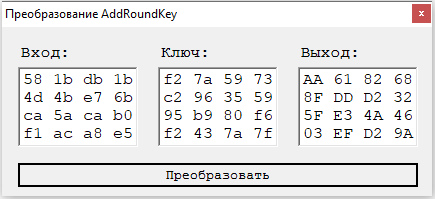 Преобразование AddRoundKey
x
Вход: Ключ: Выход:
58 1b db 1b f2 7a 59 73 AA 61 82 68
4d 4b e7 6b c2 96 35 59 8F DD D2 32
ca 5a ca b0 95 b9 80 f6 5F E3 4A 46
f1 ac a8 e5 f2 43 7a 7f 03 EF D2 9A
Преобразовать